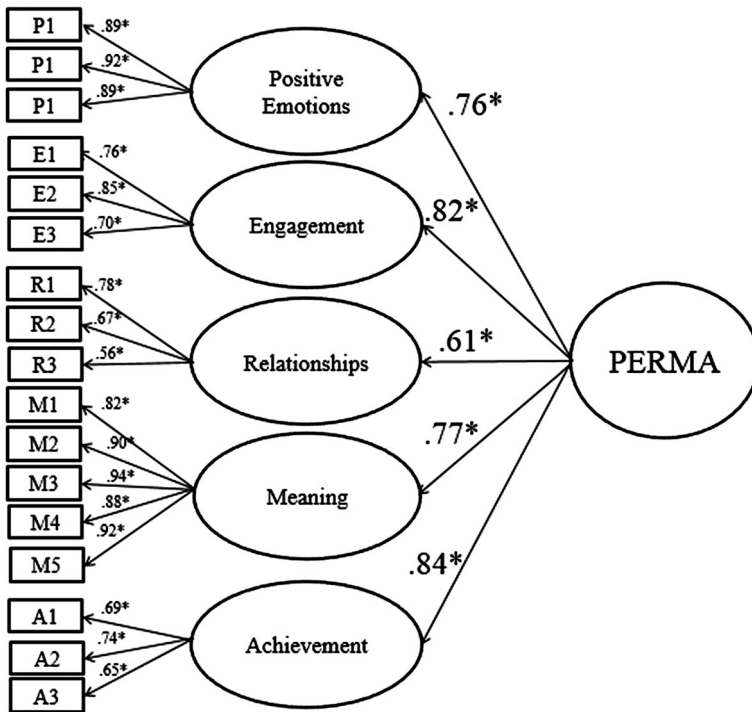 P1
.89*
P1
.92*
P1
.89*
Positive
Emotions
.76*
E1
.76*
E2
.85*
E3
.70*
Engagement
.82*
R1
.78*
R2
.67*
R3
.56*
Relationships
.61*
PERMA
M1
.82*
M2
.90*
M3
.94*
M4
.88*
M5
.92*
Meaning
.77*
A1
.69*
A2
.74*
A3
.65*
Achievement
.84*